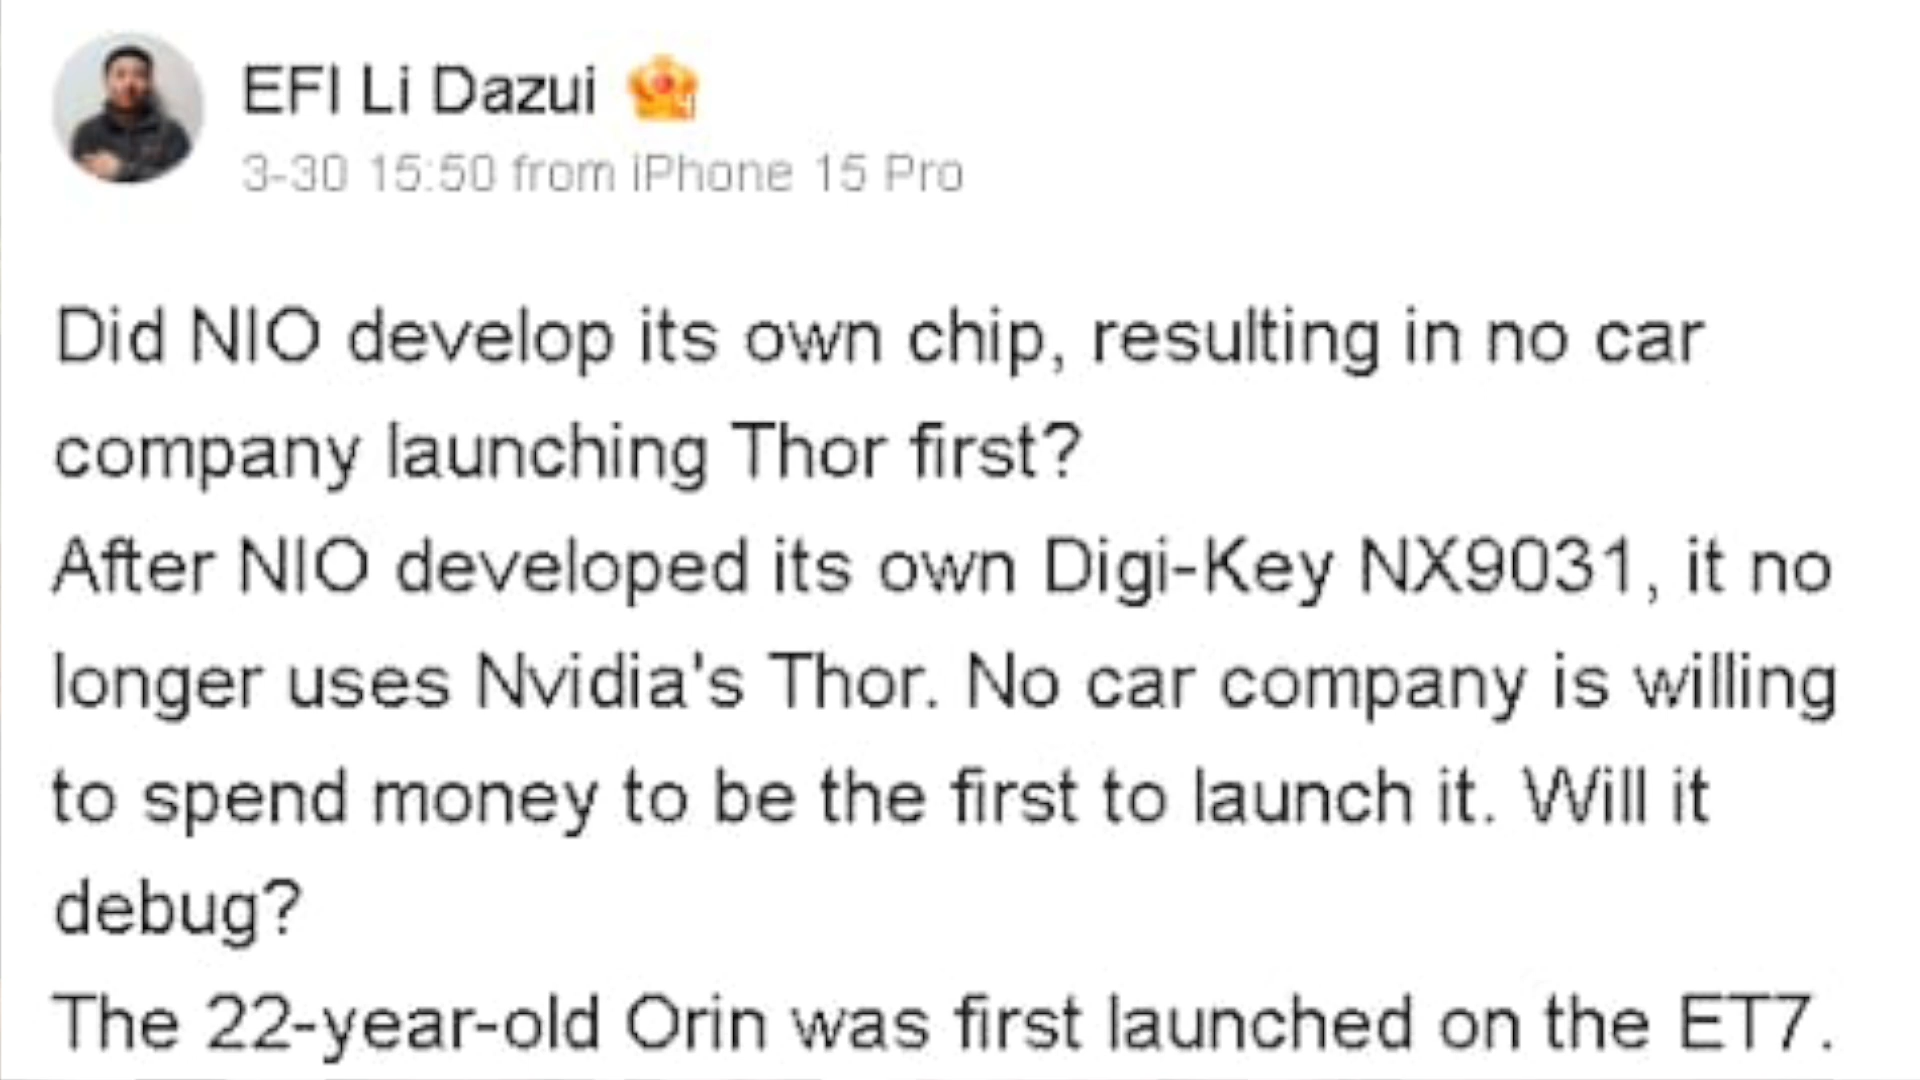 EFI Li Dazui
3-30 15:50 from iPhone 15 Pro
Did NIO develop its own chip, resulting in no car
company launching Thor first?
After NIO developed its own Digi-Key NX9031, it no
longer uses Nvidia's Thor. No car company is willing
to spend money to be the first to launch it. Will it
debug?
The 22-year-old Orin was first launched on the ET7.